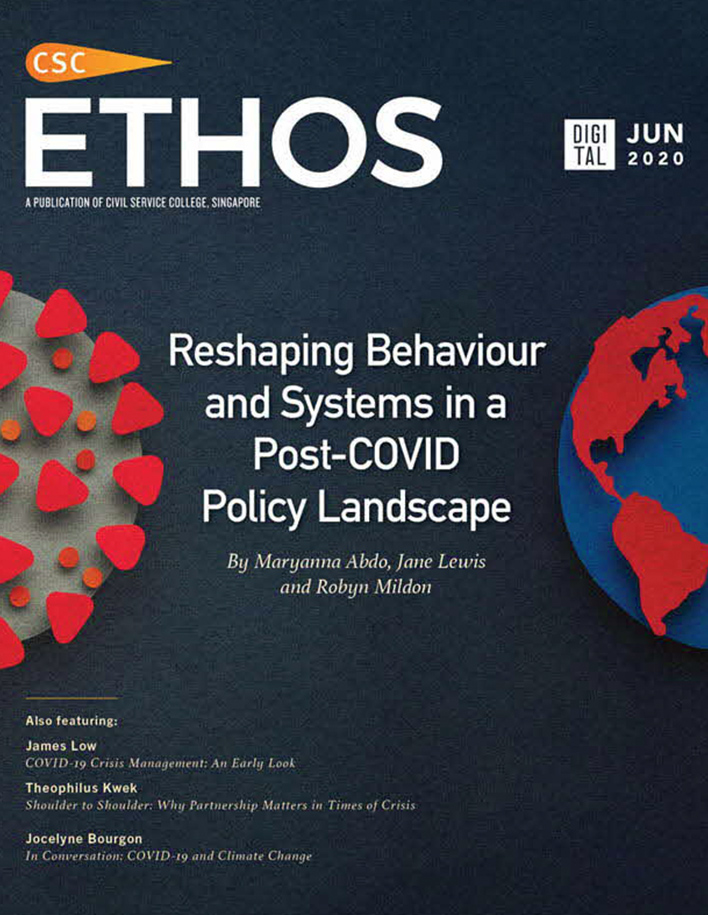 CSC
ETHOS
A PUBLICATION OF CIVIL SERVICE COLLEGE, SINGAPORE
DIGI
TAL
JUN
2020
Reshaping Behaviour
and Systems in a
Post-COVID
Policy Landscape
By Maryanna Abdo, Jane Lewis
and Robyn Mildon
Also featuring:
James Low
COVID-19 Crisis Management: An Early Look
Theophilus Kwek
Shoulder to Shoulder: Why Partnership Matters in Times of Crisis
Jocelyne Bourgon
In Conversation: COVID-19 and Climate Change